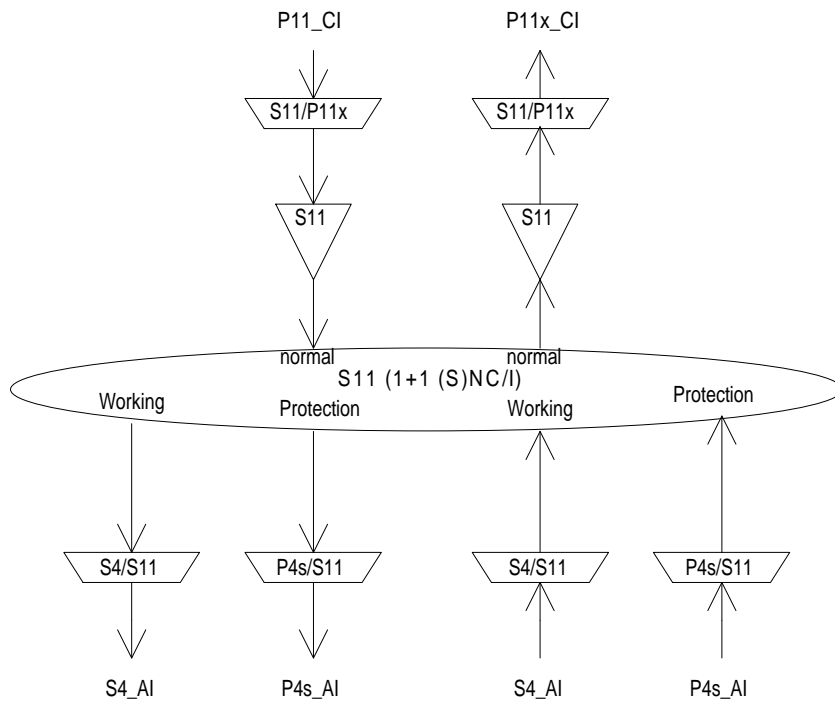 P11_CI P11x_CI
S11/P11x S11/P11x
S11 S11
normal normal
S11 (1+1 (S)NC/I)
Working Protection Working Protection
S4/S11 P4s/S11 S4/S11 P4s/S11
S4_AI P4s_AI S4_AI P4s_AI